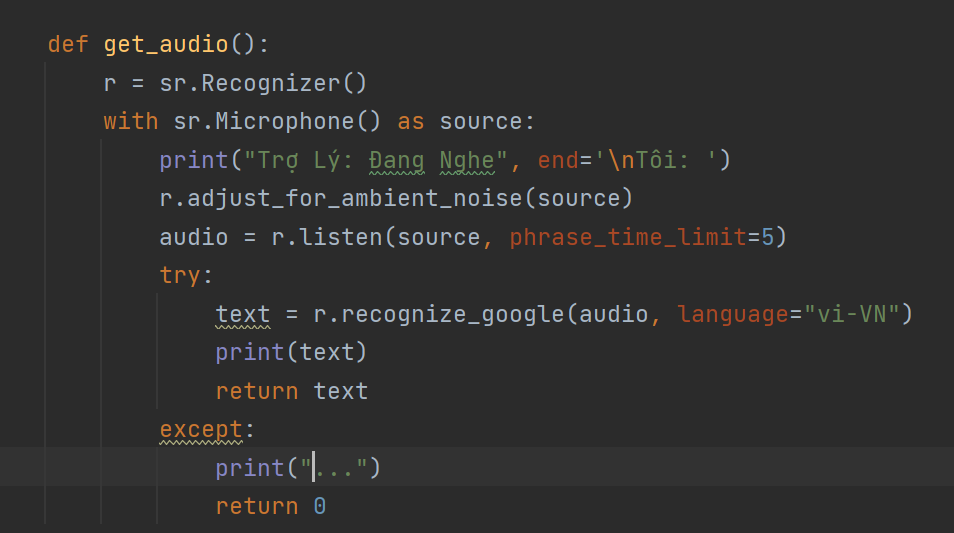 def get_audio():
    r = sr.Recognizer()
    with sr.Microphone() as source:
        print("Trợ Lý: Đang Nghe", end='\nTôi: ')
        r.adjust_for_ambient_noise(source)
        audio = r.listen(source, phrase_time_limit=5)
        try:
            text = r.recognize_google(audio, language="vi-VN")
            print(text)
            return text
        except:
            print("...")
            return 0